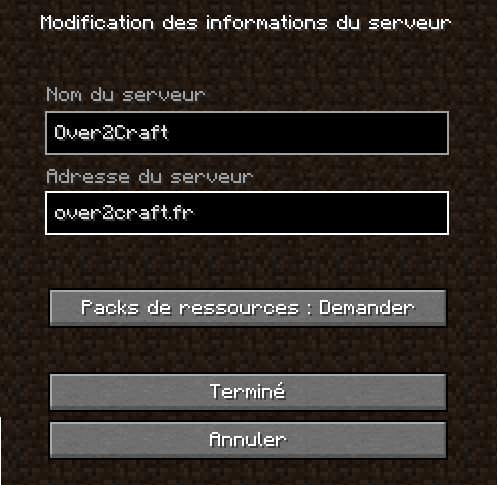 Modification des informations du serveur
Nom du serveur
Over2Craft
Adresse du serveur
over2craft.fr
Packs de ressources : Demander
Terminé
Annuler